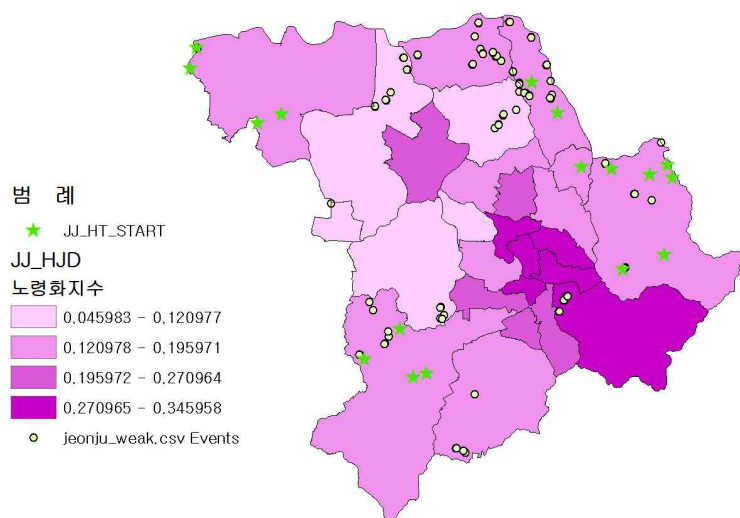 범 례
JJ_HT_START
JJ_HJD
노령화지수
0,045983 - 0,120977
0,120978 - 0,195971
0,195972 - 0,270964
0,270965 - 0,345958
jeonju_weak,csv Events